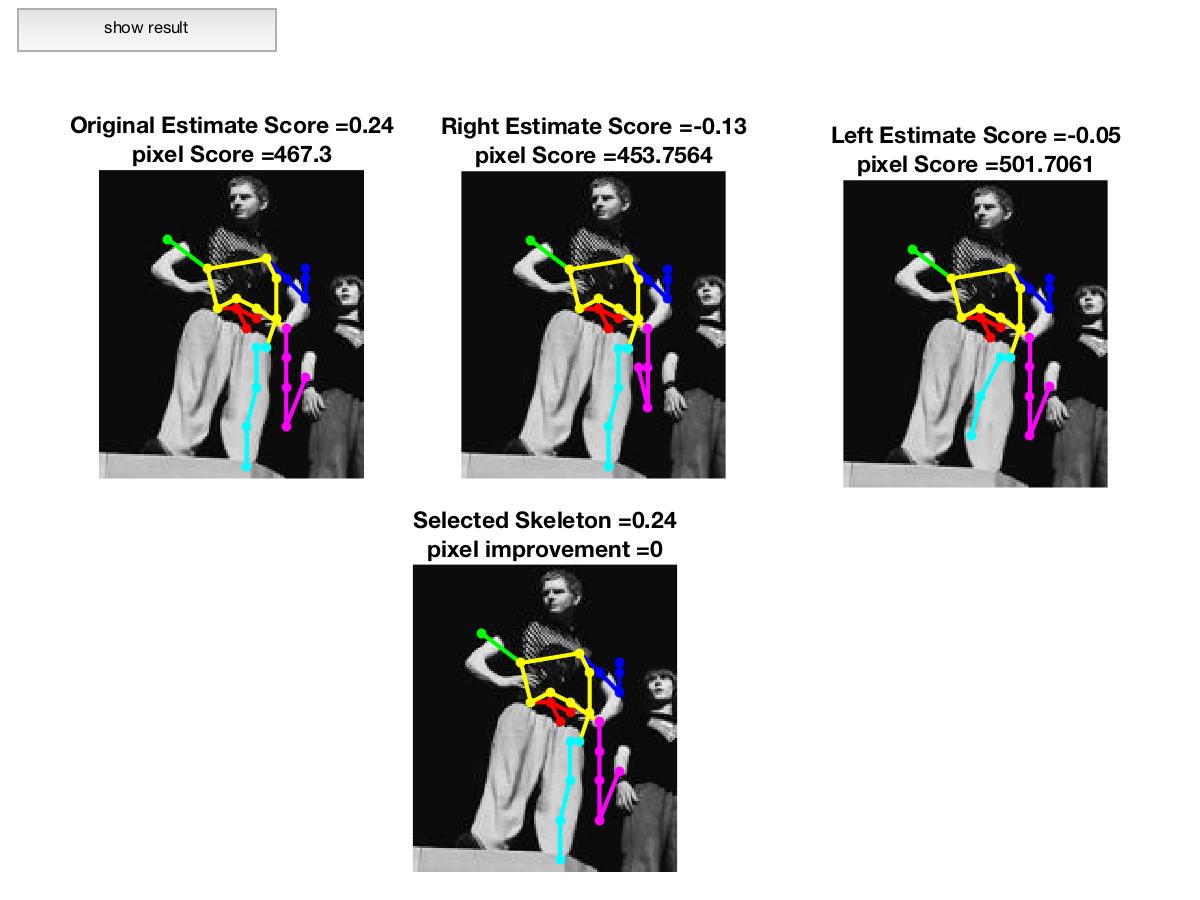 show result
Original Estimate Score =0.24
pixel Score =467.3
Right Estimate Score =-0.13
pixel Score =453.7564
Left Estimate Score =-0.05
pixel Score =501.7061
Selected Skeleton =0.24
pixel improvement =0